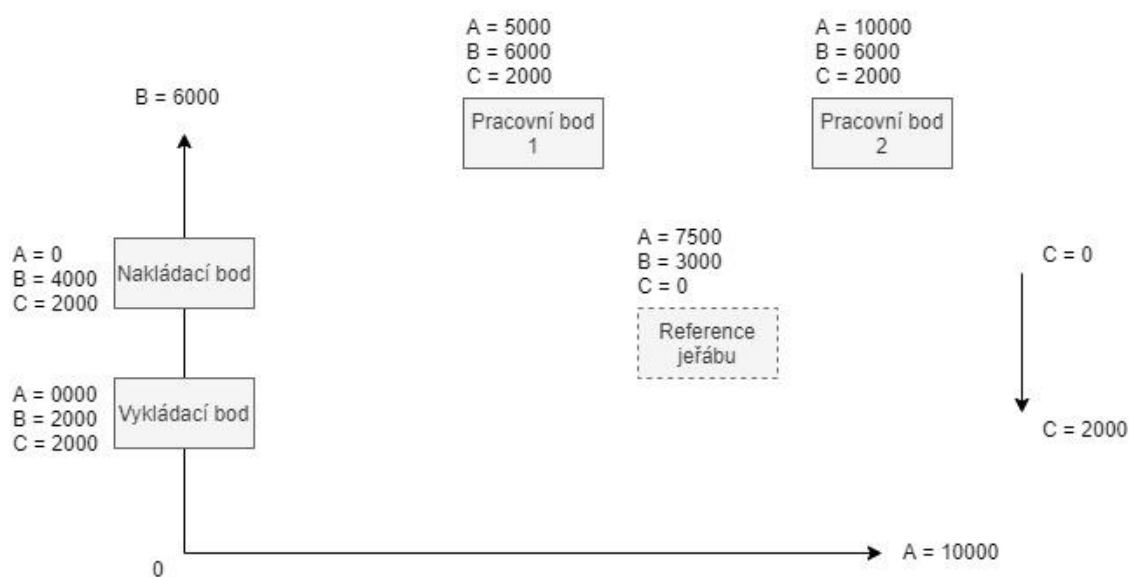 A = 5000
B = 6000
C = 2000
A = 10000
B = 6000
C = 2000
B = 6000
Pracovní bod
1
Pracovní bod
2
A = 0
B = 4000
C = 2000
Nakládací bod
A = 7500
B = 3000
C = 0
C = 0
Reference
jeřábu
A = 0000
B = 2000
C = 2000
Vykládací bod
C = 2000
0
A = 10000